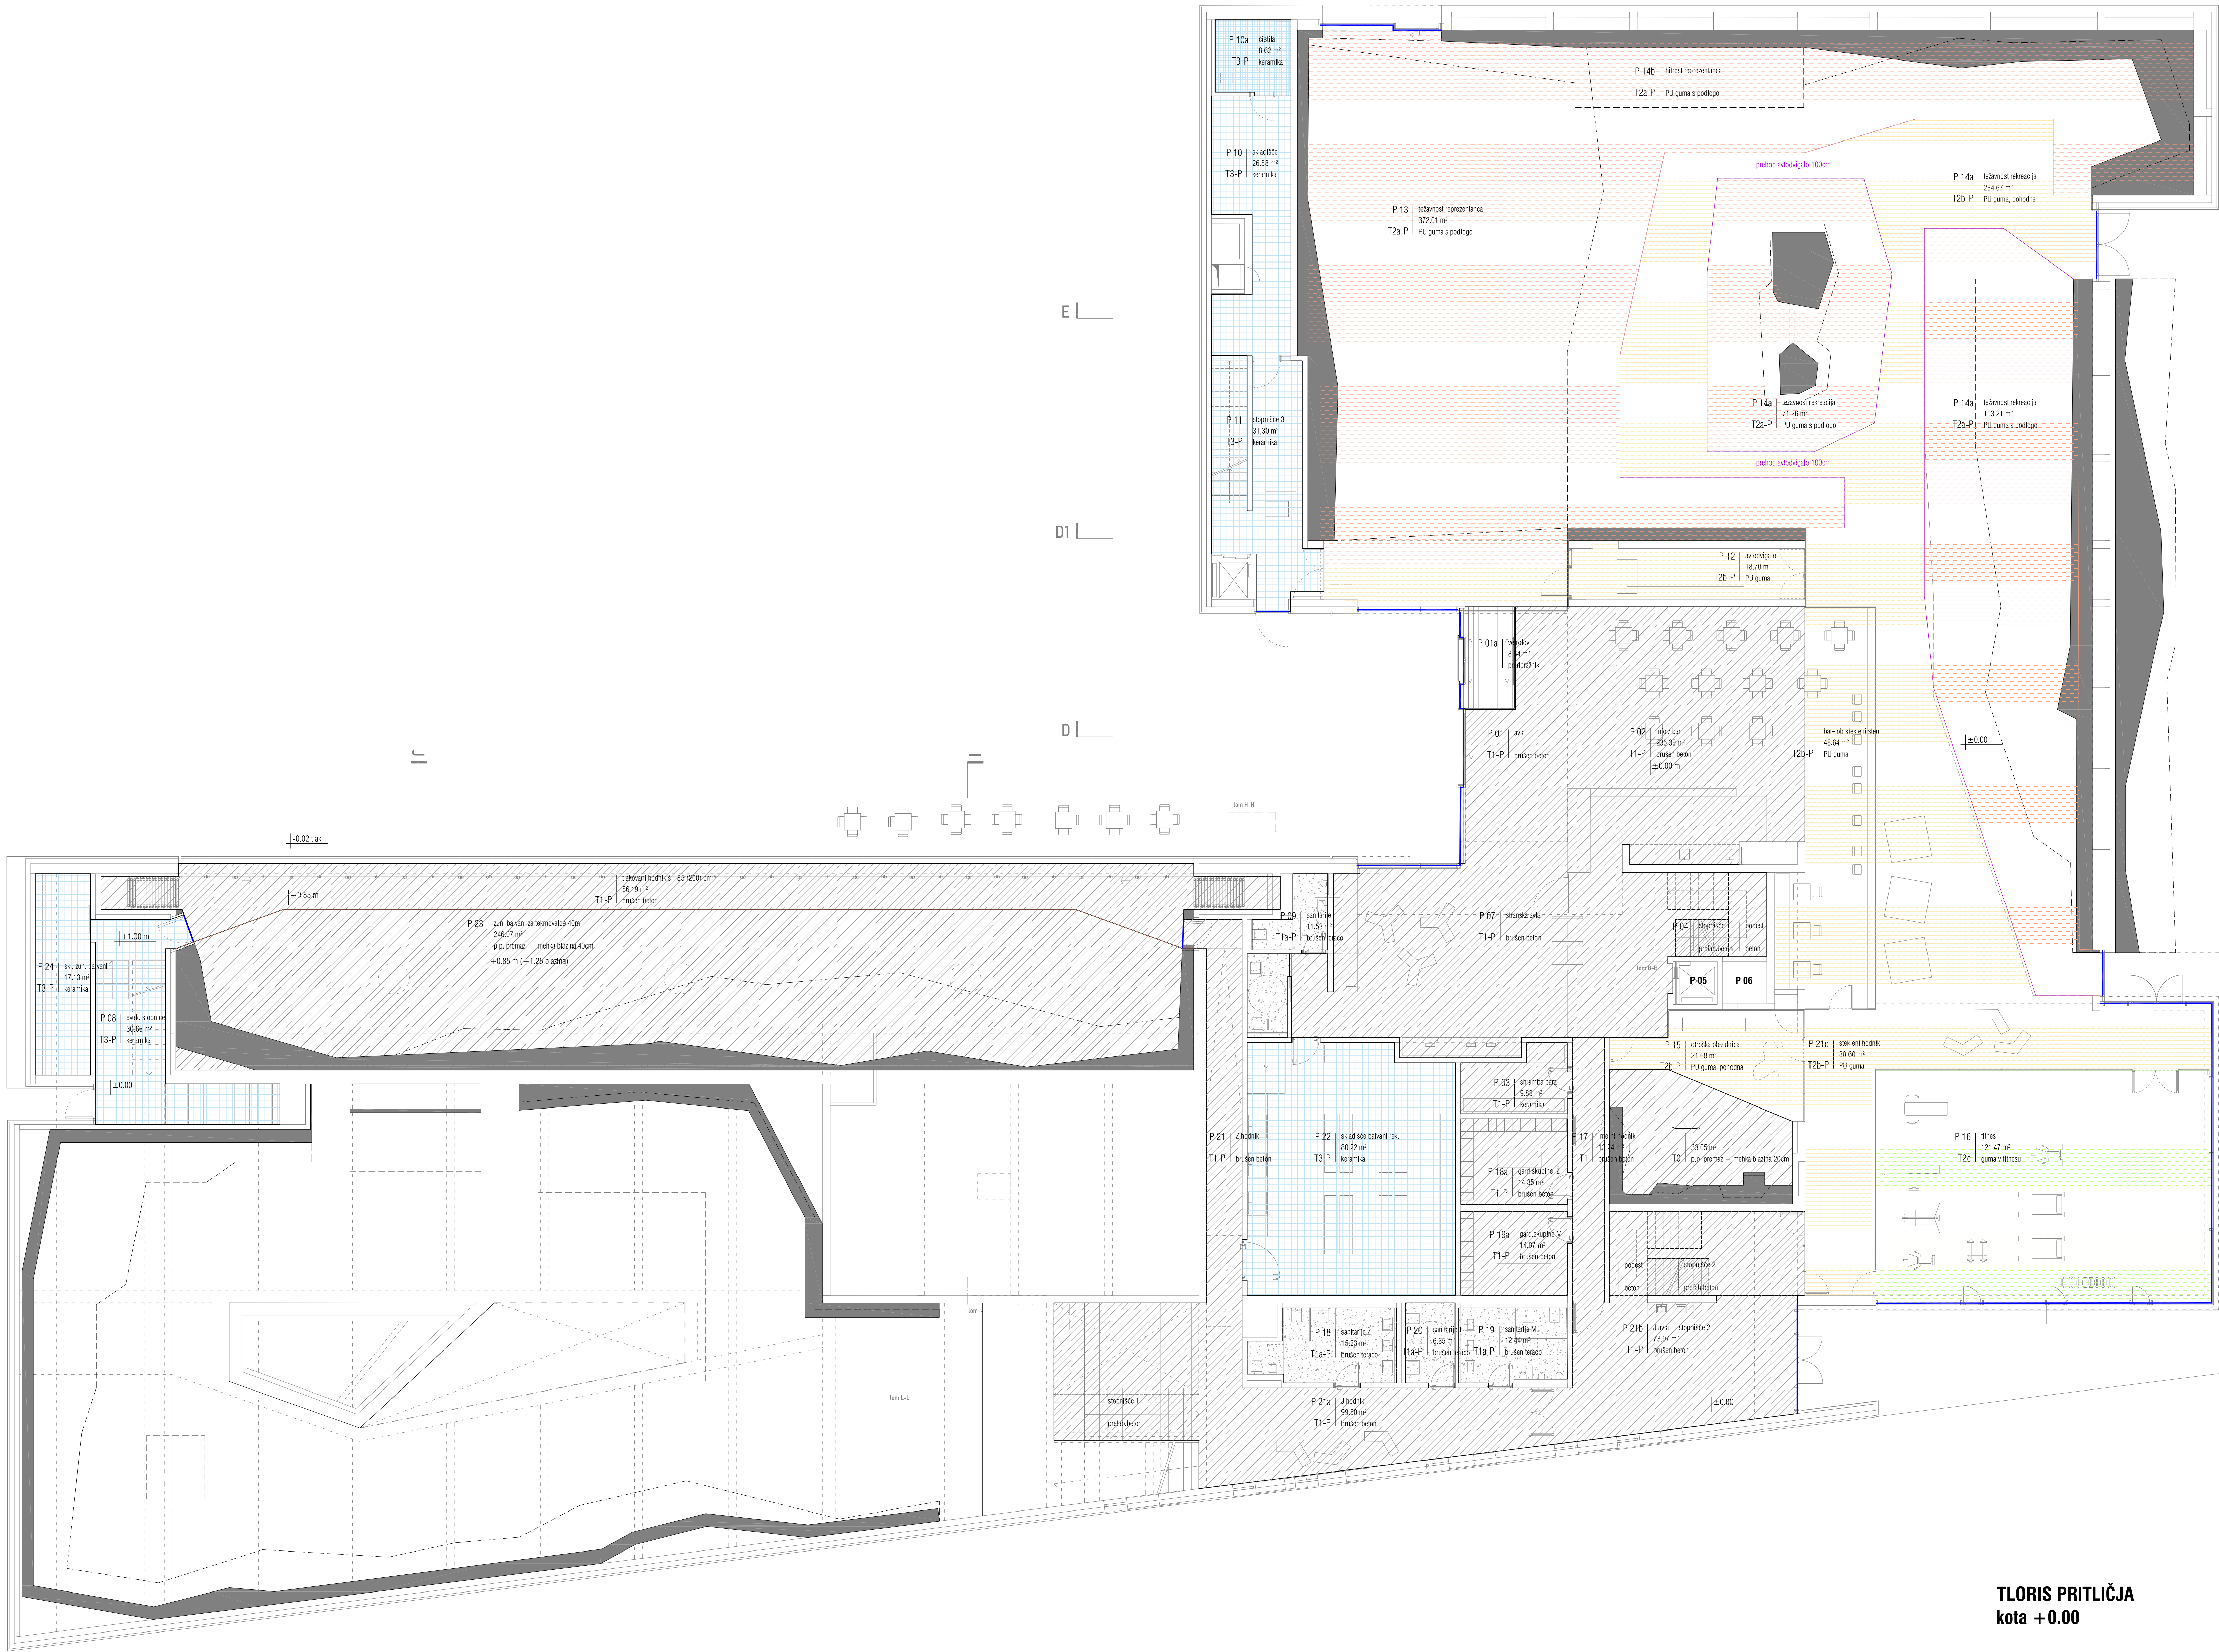 P 10a
čistila
8.62 m²
T3-P
keramika
P 14b
hitrost reprezentanca
T2a-P
PU guma s podlogo
P 10
skladišče
26.88 m²
T3-P
keramika
prehod avtodvigalo 100cm
P 14a
težavnost rekreacija
234.67 m²
T2b-P
PU guma, pohodna
P 13
težavnost reprezentanca
372.01 m²
T2a-P
PU guma s podlogo
E
P 11
stopnišče 3
31,30 m²
T3-P
keramika
P 14a
težavnost rekreacija
71.26 m²
T2a-P
PU guma s podlogo
P 14a
težavnost rekreacija
153.21 m²
T2a-P
PU guma s podlogo
prehod avtodvigalo 100cm
D1
P 12
avtodvigalo
18,70 m²
T2b-P
PU guma
P 01a
vetrolov
8,64 m²
predpražnik
D
P 01
avla
T1-P
brušen beton
P 02
info / bar
235.39 m²
T1-P
brušen beton
±0.00 m
bar- ob stekleni steni
48.64 m²
T2b-P
PU guma
±0.00
J
I
lom H-H
-0.02 tlak
+0.85 m
tlakovani hodnik š=85 (200) cm
86.19 m²
T1-P
brušen beton
P 23
zun. balvani za tekmovalce 40m
246.07 m²
p.p. premaz + mehka blazina 40cm
+0.85 m (+1.25 blazina)
+1.00 m
P 09
sanitarije
11.53 m²
T1a-P
brušen teraco
P 07
stranska avla
T1-P
brušen beton
P 04
stopnišče
prefab.beton
podest
beton
lom B-B
P 05
P 06
P 24
skl. zun. balvani
17,13 m²
T3-P
keramika
P 08
evak. stopnice
30.66 m²
T3-P
keramika
±0.00
P 15
otroška plezalnica
21.60 m²
T2b-P
PU guma, pohodna
P 21d
stekleni hodnik
30.60 m²
T2b-P
PU guma
P 03
shramba bara
9.88 m²
T1-P
keramika
P 21
Z hodnik
T1-P
brušen beton
P 22
skladišče balvani rek.
80.22 m²
T3-P
keramika
P 17
interni hodnik
13.24 m²
T1
brušen beton
33.05 m²
T0
p.p. premaz + mehka blazina 20cm
P 16
fitnes
121.47 m²
T2c
guma v fitnesu
P 18a
gard.skupine Ž
14.35 m²
T1-P
brušen beton
P 19a
gard.skupine M
14.07 m²
T1-P
brušen beton
podest
beton
stopnišče 2
prefab.beton
lom I-I
P 18
sanitarije Ž
15.23 m²
T1a-P
brušen teraco
P 20
sanitarije I
6.35 m²
T1a-P
brušen teraco
P 19
sanitarije M
12.44 m²
T1a-P
brušen teraco
P 21b
J avla + stopnišče 2
73.97 m²
T1-P
brušen beton
lom L-L
stopnišče 1
prefab.beton
P 21a
J hodnik
99.50 m²
T1-P
brušen beton
±0.00
TLORIS PRITLIČJA
kota +0.00